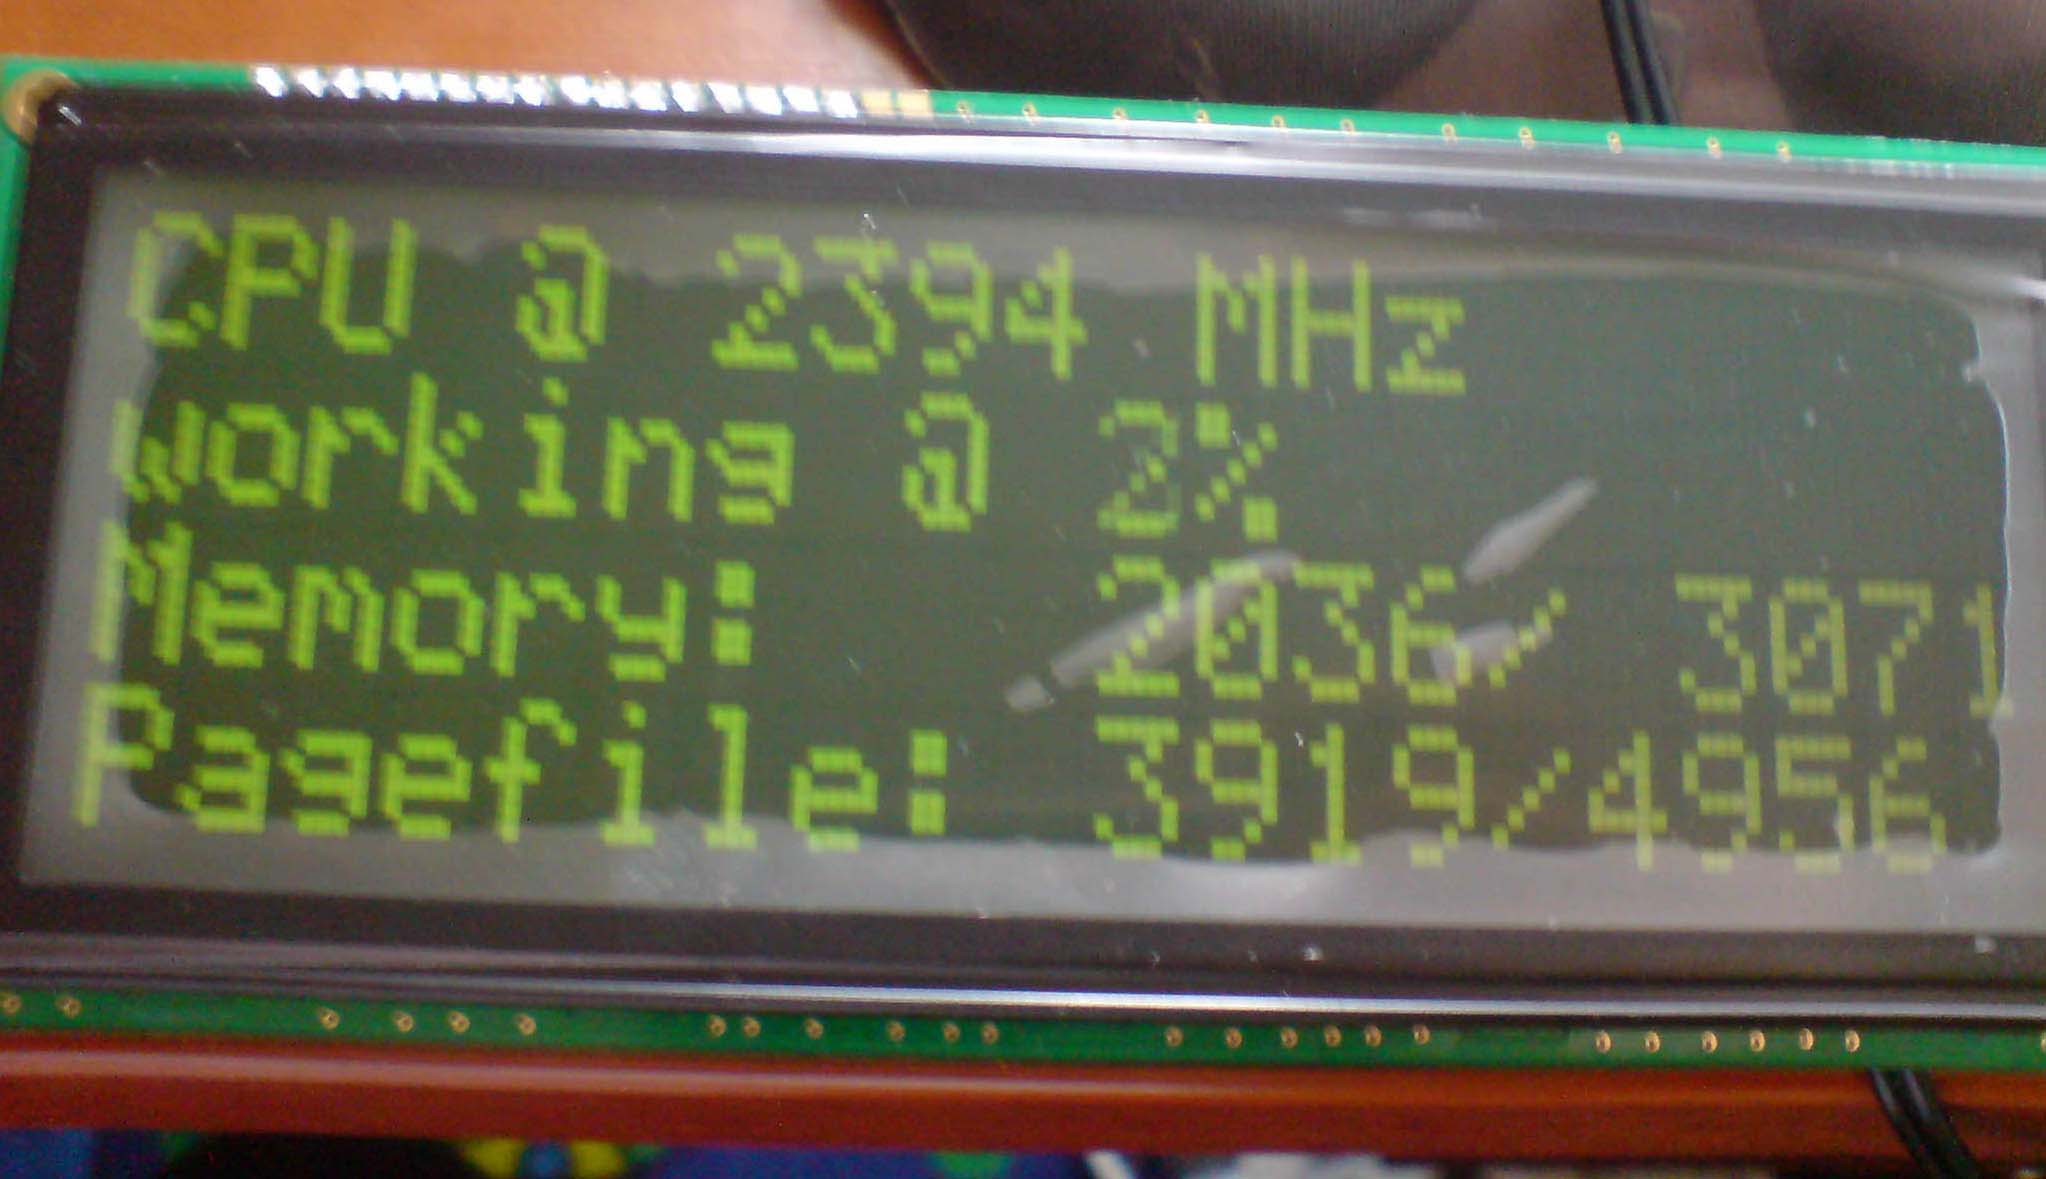 CPU @ 2394 MHz
working @ 2%
Memory: 2036/ 3071
Pagefile: 3919/4956